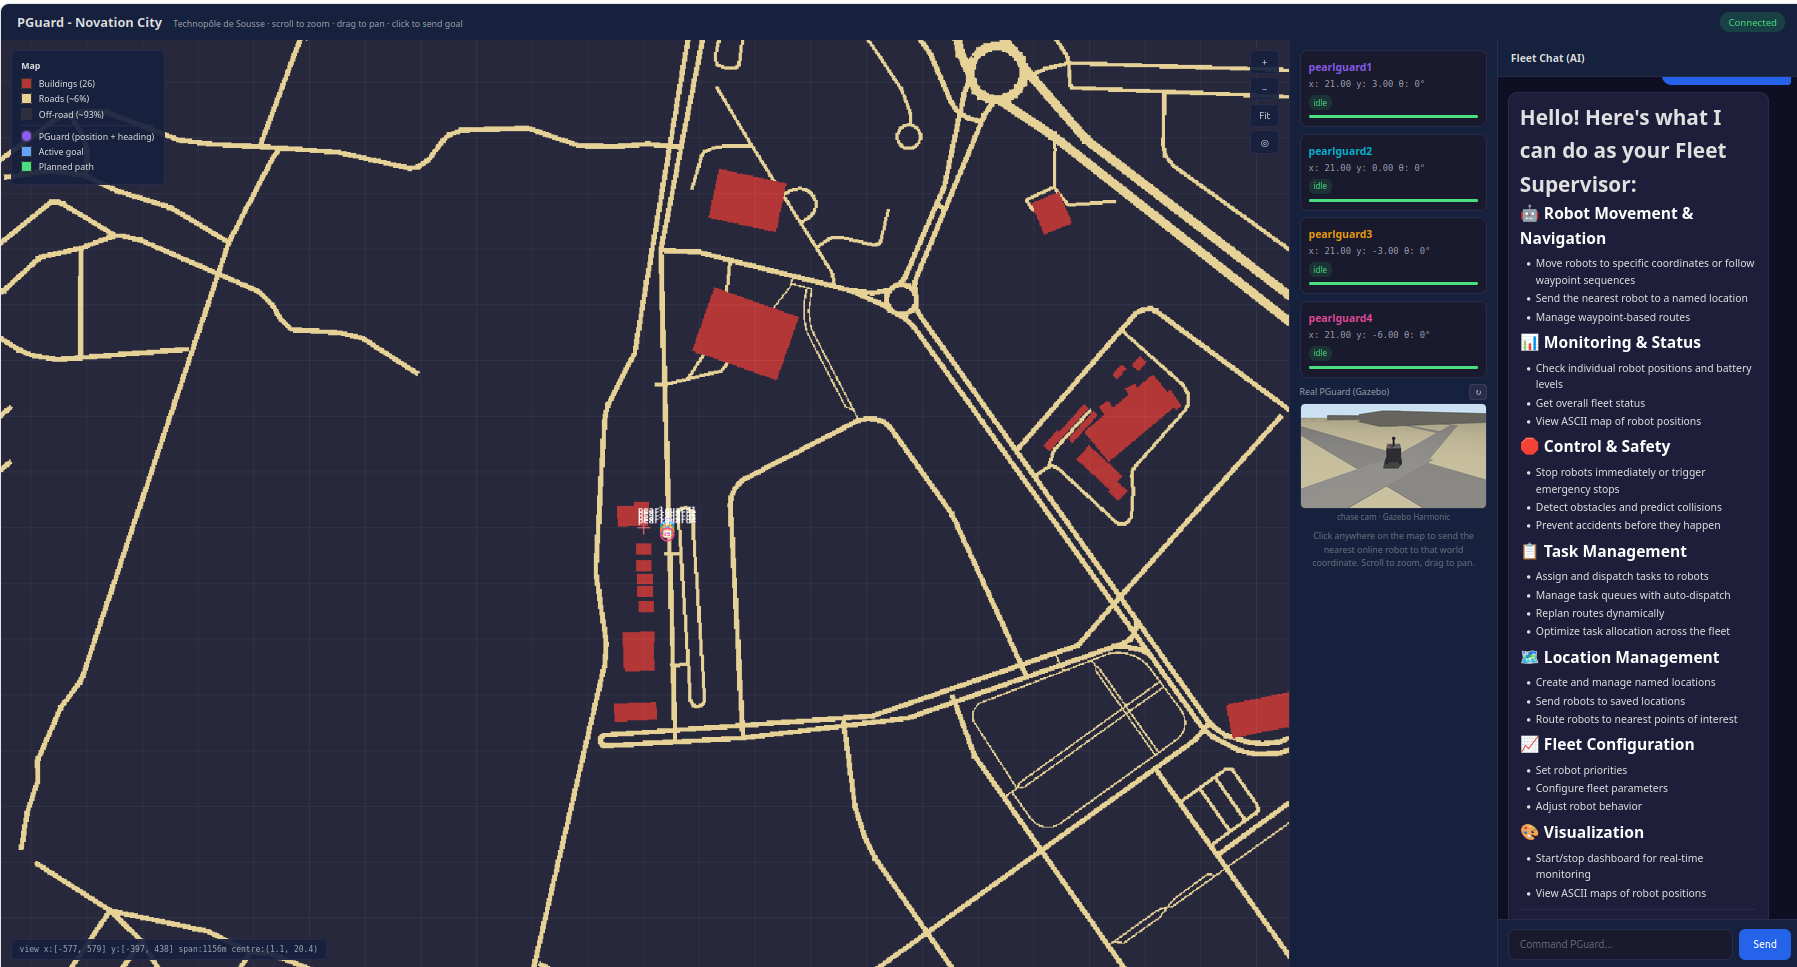 PGuard - Novation City
Technopôle de Sousse · scroll to zoom · drag to pan · click to send goal
Connected
Map
Buildings (26)
Roads (~6%)
Off-road (~93%)
PGuard (position + heading)
Active goal
Planned path
+
−
Fit
◎
view x:[-577, 579] y:[-397, 438] span:1156m centre:(1.1, 20.4)
pearlguard1
x: 21.00 y: 3.00 θ: 0°
idle
pearlguard2
x: 21.00 y: 0.00 θ: 0°
idle
pearlguard3
x: 21.00 y: -3.00 θ: 0°
idle
pearlguard4
x: 21.00 y: -6.00 θ: 0°
idle
Real PGuard (Gazebo)
↻
chase cam · Gazebo Harmonic
Click anywhere on the map to send the
nearest online robot to that world
coordinate. Scroll to zoom, drag to pan.
Fleet Chat (AI)
Hello! Here's what I
can do as your Fleet
Supervisor:
🤖 Robot Movement &
Navigation
• Move robots to specific coordinates or follow
waypoint sequences
• Send the nearest robot to a named location
• Manage waypoint-based routes
📊 Monitoring & Status
• Check individual robot positions and battery
levels
• Get overall fleet status
• View ASCII map of robot positions
🛑 Control & Safety
• Stop robots immediately or trigger
emergency stops
• Detect obstacles and predict collisions
• Prevent accidents before they happen
📋 Task Management
• Assign and dispatch tasks to robots
• Manage task queues with auto-dispatch
• Replan routes dynamically
• Optimize task allocation across the fleet
🗺️ Location Management
• Create and manage named locations
• Send robots to saved locations
• Route robots to nearest points of interest
📈 Fleet Configuration
• Set robot priorities
• Configure fleet parameters
• Adjust robot behavior
🎨 Visualization
• Start/stop dashboard for real-time
monitoring
• View ASCII maps of robot positions
Command PGuard...
Send